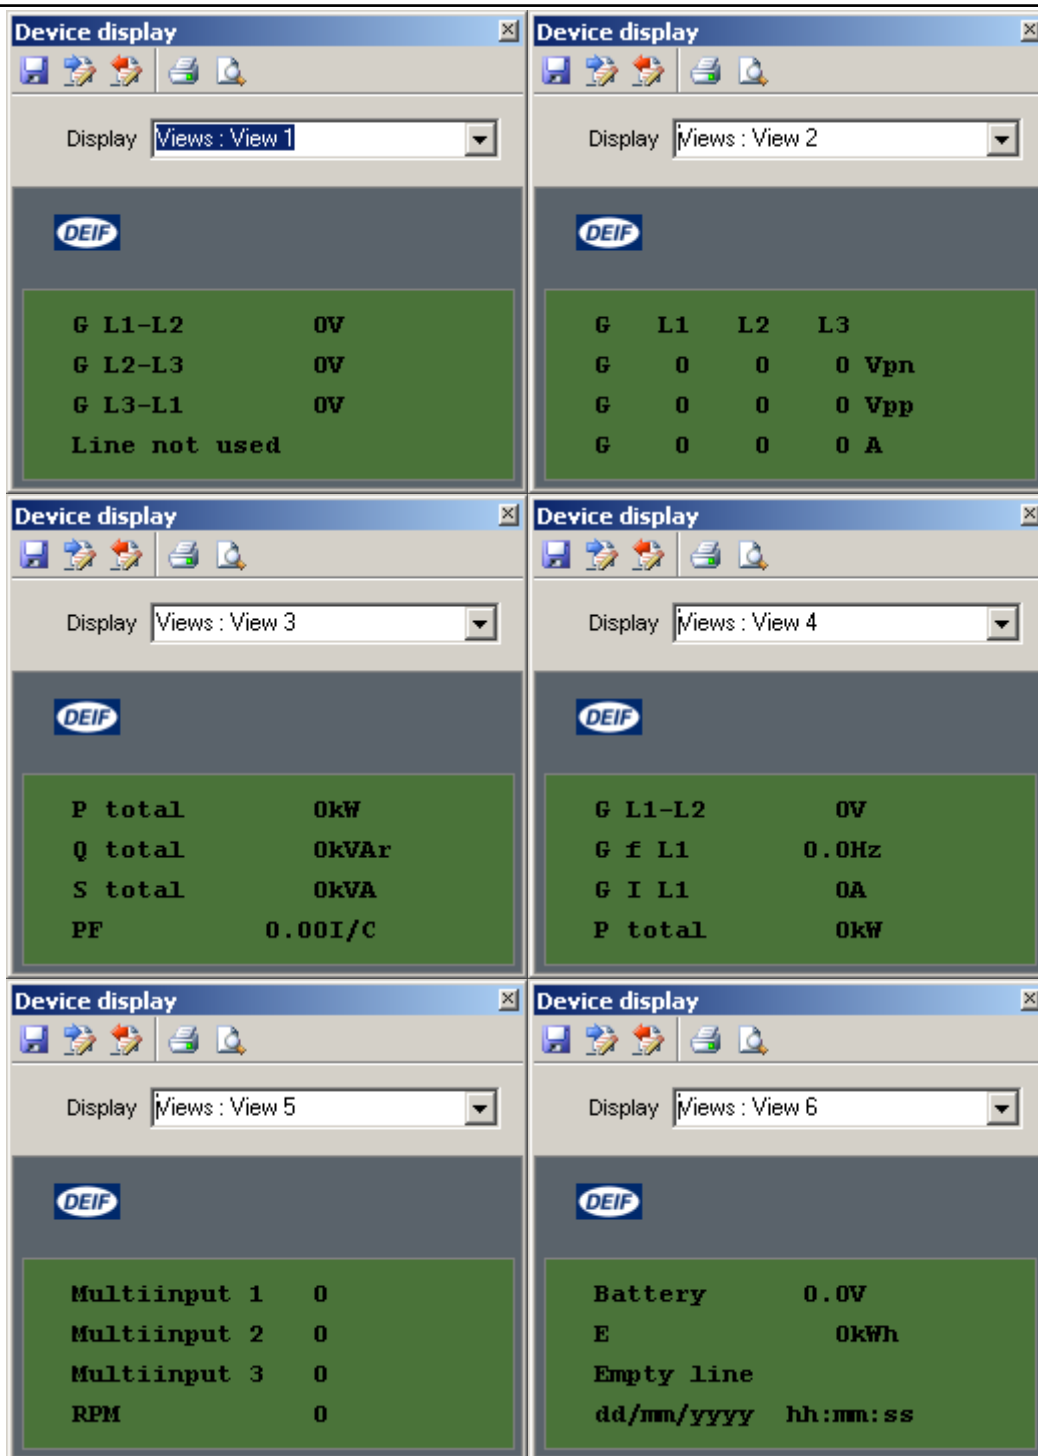 Device display
Display Views : View 1
DEIF
G L1-L2 0V
G L2-L3 0V
G L3-L1 0V
Line not used
Device display
Display Views : View 2
DEIF
G L1 L2 L3
G 0 0 0 Vpn
G 0 0 0 Vpp
G 0 0 0 A
Device display
Display Views : View 3
DEIF
P total 0kW
Q total 0kVAr
S total 0kVA
PF 0.00I/C
Device display
Display Views : View 4
DEIF
G L1-L2 0V
G f L1 0.0Hz
G I L1 0A
P total 0kW
Device display
Display Views : View 5
DEIF
Multiinput 1 0
Multiinput 2 0
Multiinput 3 0
RPM 0
Device display
Display Views : View 6
DEIF
Battery 0.0V
E 0kWh
Empty line
dd/mm/yyyy hh:mm:ss